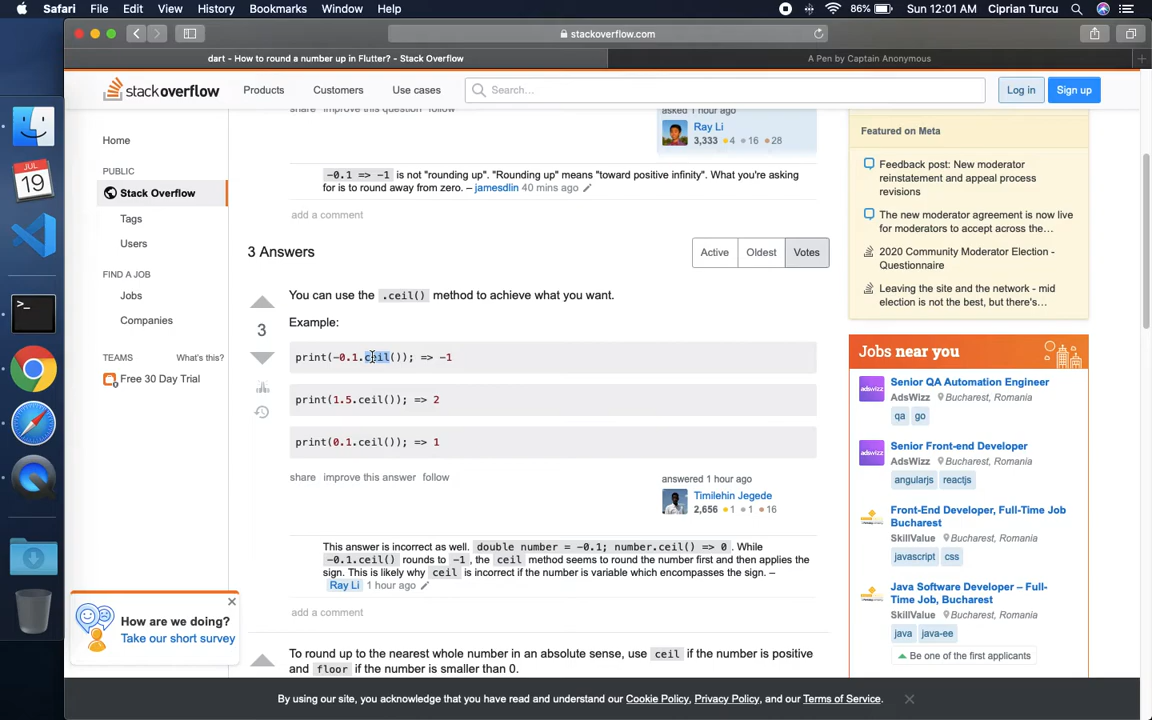 Safari File Edit View History Bookmarks Window Help 86% Sun 12:01 AM Ciprian Turcu
stackoverflow.com
dart - How to round a number up in Flutter? - Stack Overflow
A Pen by Captain Anonymous
stackoverflow Products Customers Use cases Search... Log in Sign up
share improve this question follow
asked 1 hour ago
Ray Li
3,333 4 16 28
-0.1 => -1 is not "rounding up". "Rounding up" means "toward positive infinity". What you're asking
for is to round away from zero. – jamesdlin 40 mins ago
add a comment
3 Answers
Active Oldest Votes
You can use the .ceil() method to achieve what you want.
3
Example:
print(-0.1.ceil()); => -1
print(1.5.ceil()); => 2
print(0.1.ceil()); => 1
share improve this answer follow
answered 1 hour ago
Timilehin Jegede
2,656 1 1 16
This answer is incorrect as well. double number = -0.1; number.ceil() => 0 . While
-0.1.ceil() rounds to -1 , the ceil method seems to round the number first and then applies the
sign. This is likely why ceil is incorrect if the number is variable which encompasses the sign. –
Ray Li 1 hour ago
add a comment
To round up to the nearest whole number in an absolute sense, use ceil if the number is positive
and floor if the number is smaller than 0.
Home
PUBLIC
Stack Overflow
Tags
Users
FIND A JOB
Jobs
Companies
TEAMS What's this?
Free 30 Day Trial
JUL
19
>_
How are we doing?
Take our short survey
Featured on Meta
Feedback post: New moderator
reinstatement and appeal process
revisions
The new moderator agreement is now live
for moderators to accept across the...
2020 Community Moderator Election -
Questionnaire
Leaving the site and the network - mid
election is not the best, but there's...
Jobs near you
Senior QA Automation Engineer
AdsWizz Bucharest, Romania
qa go
Senior Front-end Developer
AdsWizz Bucharest, Romania
angularjs reactjs
Front-End Developer, Full-Time Job
Bucharest
SkillValue Bucharest, Romania
javascript css
Java Software Developer – Full-
Time Job, Bucharest
SkillValue Bucharest, Romania
java java-ee
Be one of the first applicants
By using our site, you acknowledge that you have read and understand our Cookie Policy, Privacy Policy, and our Terms of Service.